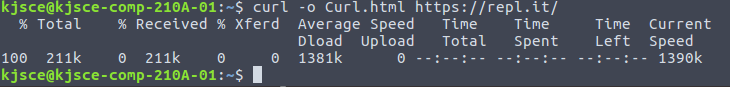 kjsce@kjsce-comp-210A-01:~$ curl -o Curl.html https://repl.it/
% Total % Received % Xferd Average Speed Time Time Time Current
Dload Upload Total Spent Left Speed
100 211k 0 211k 0 0 1381k 0 --:--:-- --:--:-- --:--:-- 1390k
kjsce@kjsce-comp-210A-01:~$